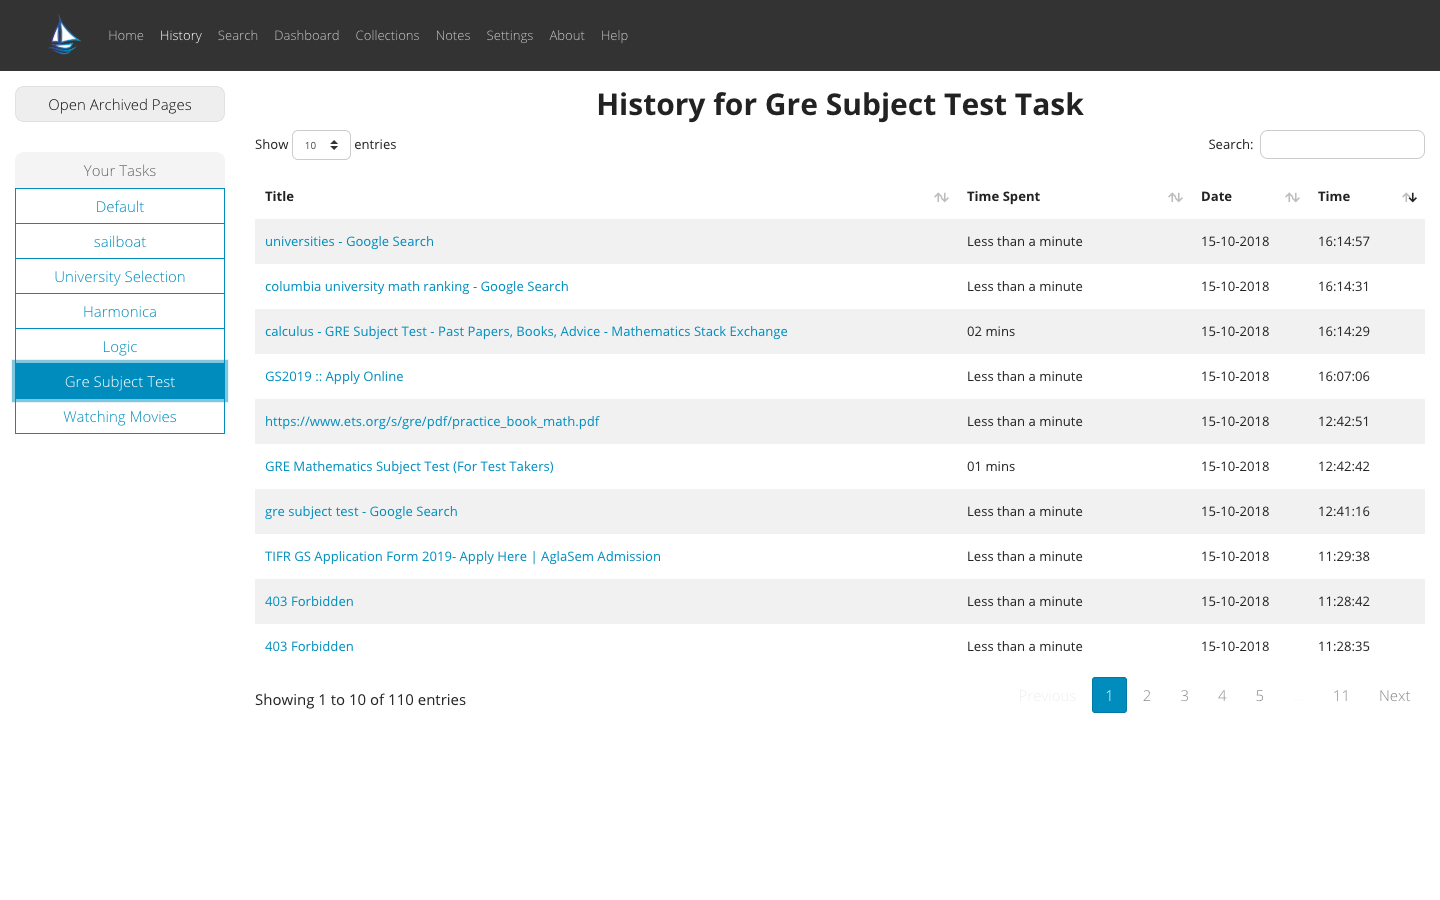 Home History Search Dashboard Collections Notes Settings About Help
Open Archived Pages
Your Tasks
Default
sailboat
University Selection
Harmonica
Logic
Gre Subject Test
Watching Movies
History for Gre Subject Test Task
Show 10 entries Search:
Title Time Spent Date Time
universities - Google Search Less than a minute 15-10-2018 16:14:57
columbia university math ranking - Google Search Less than a minute 15-10-2018 16:14:31
calculus - GRE Subject Test - Past Papers, Books, Advice - Mathematics Stack Exchange 02 mins 15-10-2018 16:14:29
GS2019 :: Apply Online Less than a minute 15-10-2018 16:07:06
https://www.ets.org/s/gre/pdf/practice_book_math.pdf Less than a minute 15-10-2018 12:42:51
GRE Mathematics Subject Test (For Test Takers) 01 mins 15-10-2018 12:42:42
gre subject test - Google Search Less than a minute 15-10-2018 12:41:16
TIFR GS Application Form 2019- Apply Here | AglaSem Admission Less than a minute 15-10-2018 11:29:38
403 Forbidden Less than a minute 15-10-2018 11:28:42
403 Forbidden Less than a minute 15-10-2018 11:28:35
Showing 1 to 10 of 110 entries Previous 1 2 3 4 5 11 Next